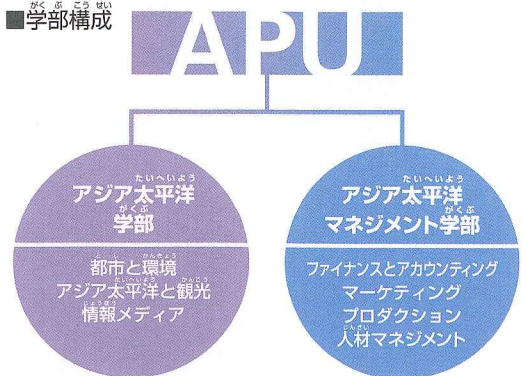 ■学部構成
APU
アジア太平洋
学部
都市と環境
アジア太平洋と観光
情報メディア
アジア太平洋
マネジメント学部
ファイナンスとアカウンティング
マーケティング
プロダクション
人材マネジメント